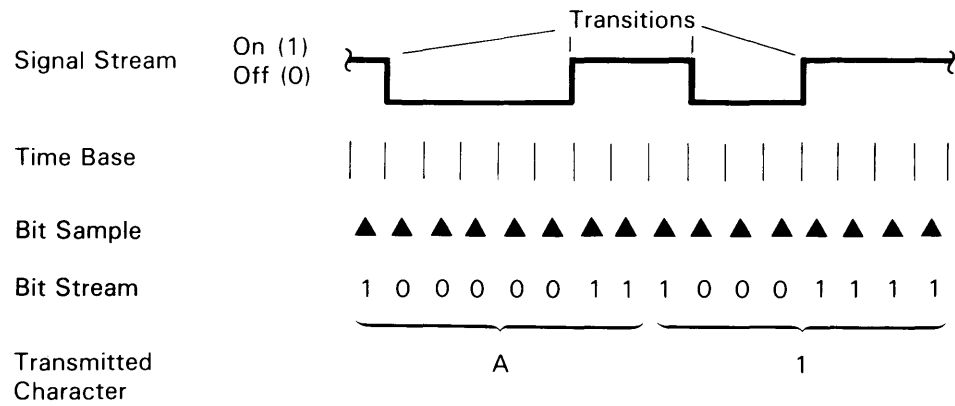 Transitions
Signal Stream On (1)
Off (0)
Time Base
Bit Sample
Bit Stream 1 0 0 0 0 0 1 1 1 0 0 0 1 1 1 1
Transmitted A 1
Character